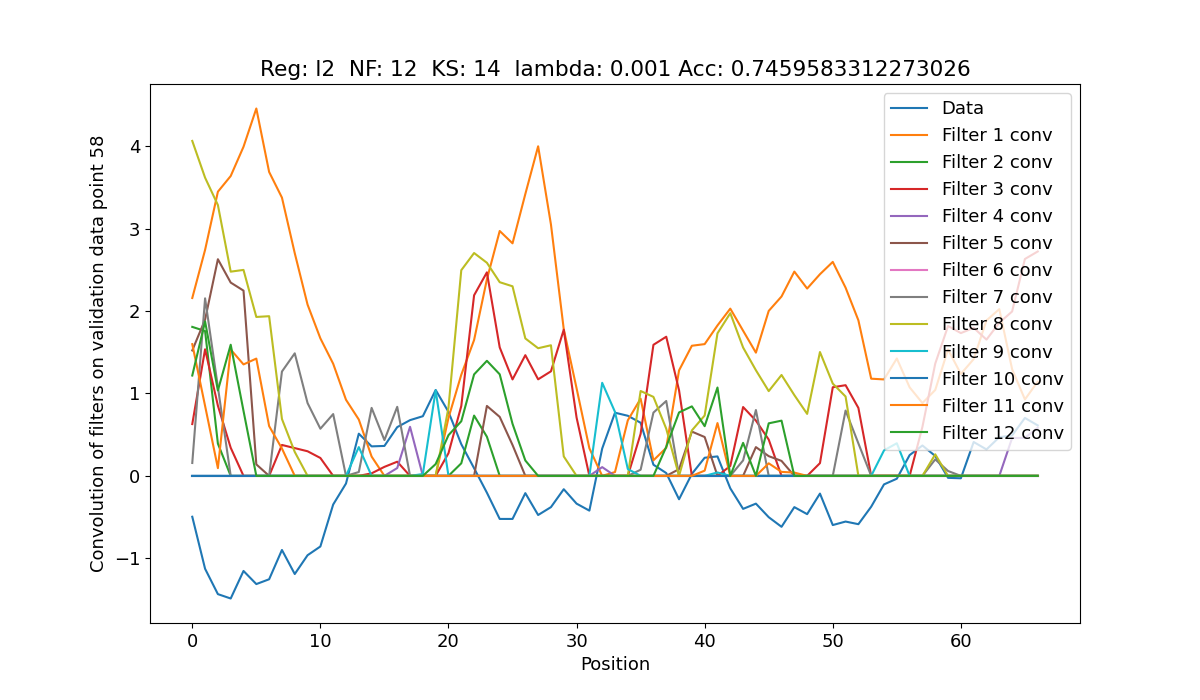 Reg: l2  NF: 12  KS: 14  lambda: 0.001 Acc: 0.7459583312273026
Convolution of filters on validation data point 58
4
3
2
1
0
−1
0 10 20 30 40 50 60
Position
Data
Filter 1 conv
Filter 2 conv
Filter 3 conv
Filter 4 conv
Filter 5 conv
Filter 6 conv
Filter 7 conv
Filter 8 conv
Filter 9 conv
Filter 10 conv
Filter 11 conv
Filter 12 conv